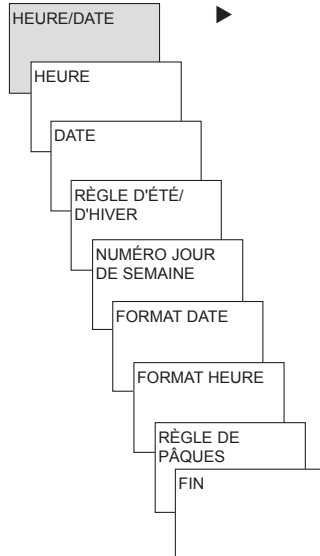 HEURE/DATE
HEURE
DATE
RÈGLE D'ÉTÉ/
D'HIVER
NUMÉRO JOUR
DE SEMAINE
FORMAT DATE
FORMAT HEURE
RÈGLE DE
PÂQUES
FIN